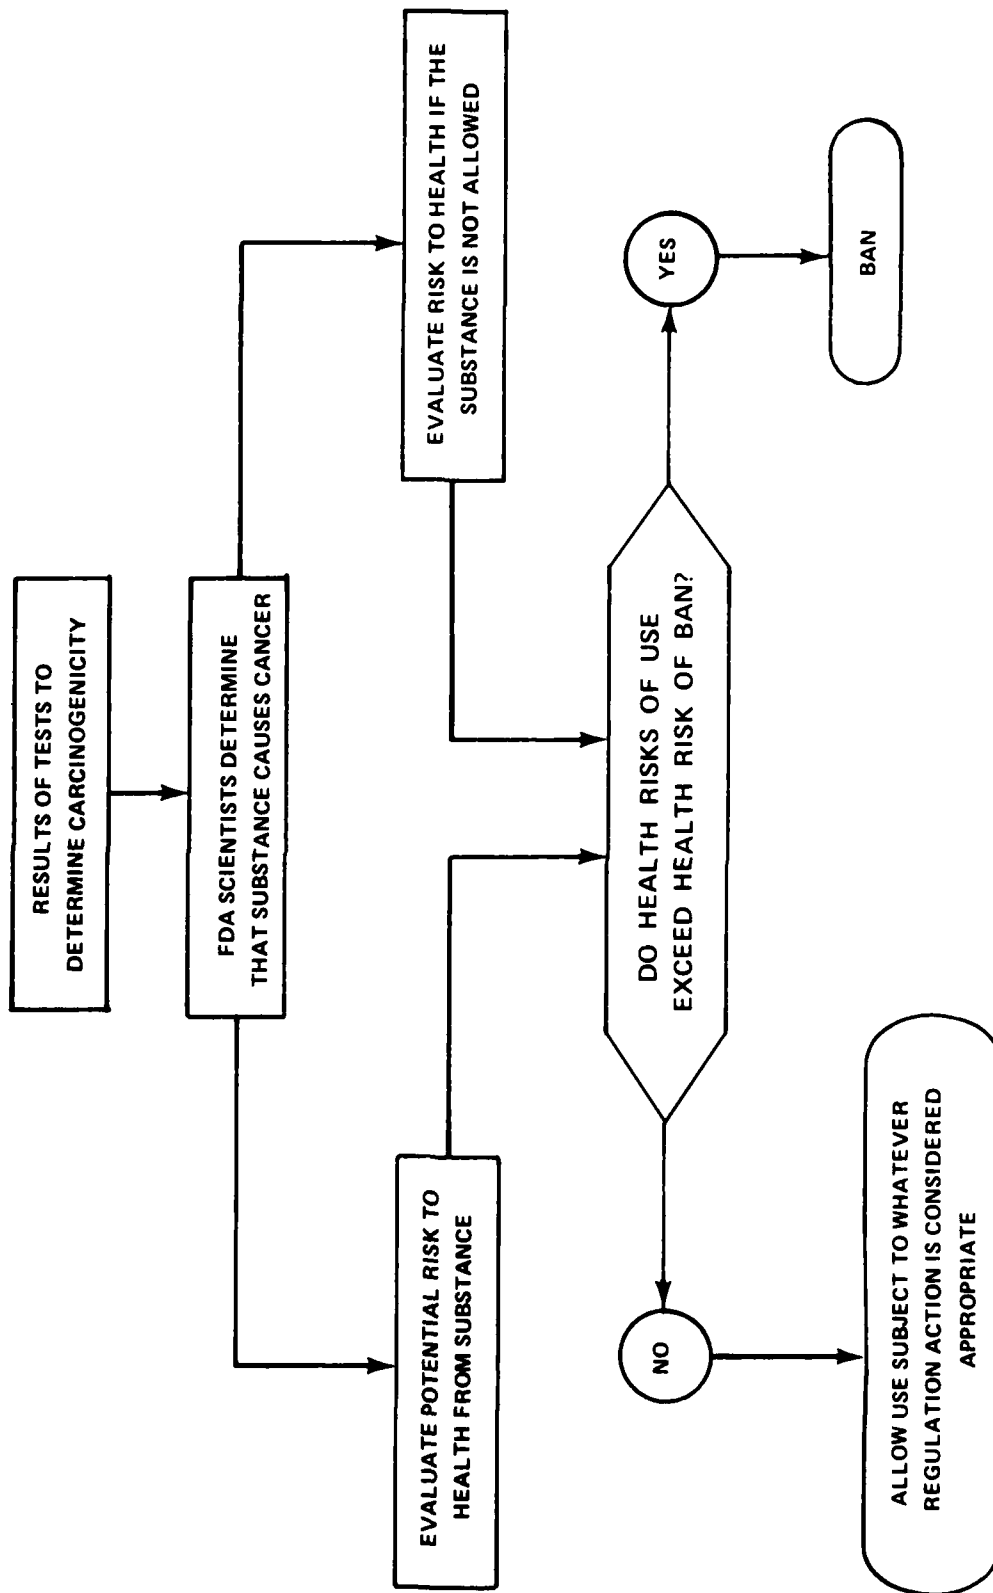 RESULTS OF TESTS TO
DETERMINE CARCINOGENICITY
FDA SCIENTISTS DETERMINE
THAT SUBSTANCE CAUSES CANCER
EVALUATE POTENTIAL RISK TO
HEALTH FROM SUBSTANCE
EVALUATE RISK TO HEALTH IF THE
SUBSTANCE IS NOT ALLOWED
DO HEALTH RISKS OF USE
EXCEED HEALTH RISK OF BAN?
NO
YES
ALLOW USE SUBJECT TO WHATEVER
REGULATION ACTION IS CONSIDERED
APPROPRIATE
BAN